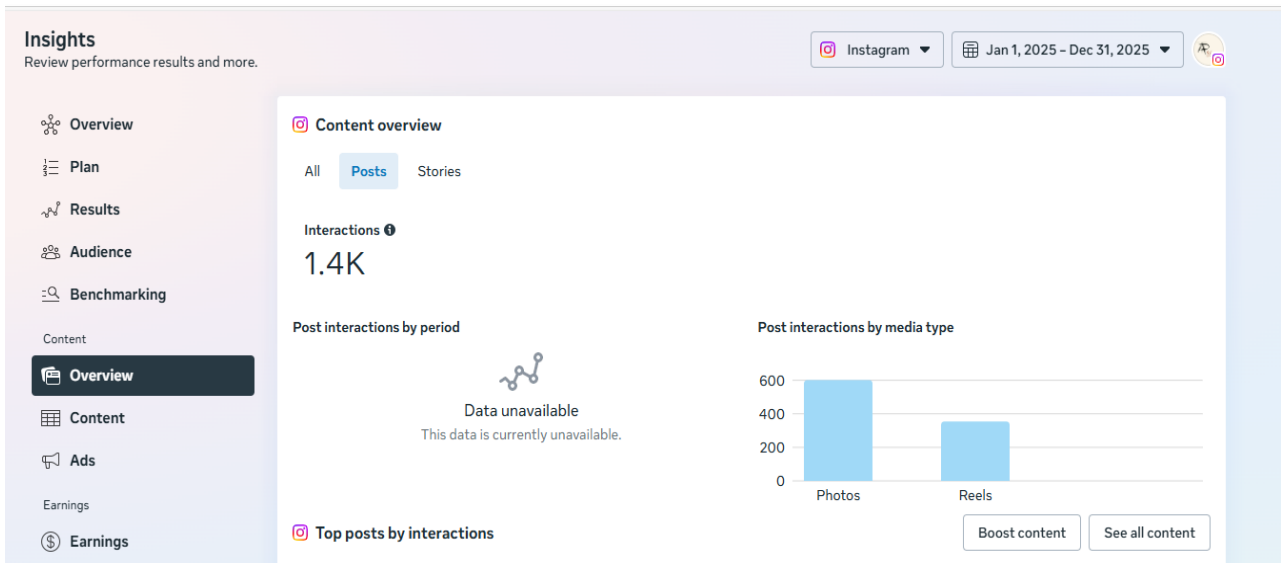 Insights
Review performance results and more.
Instagram
Jan 1, 2025 – Dec 31, 2025
Overview
Plan
Results
Audience
Benchmarking
Content
Overview
Content
Ads
Earnings
Earnings
Content overview
All Posts Stories
Interactions
1.4K
Post interactions by period
Data unavailable
This data is currently unavailable.
Post interactions by media type
600
400
200
0
Photos Reels
Top posts by interactions
Boost content See all content